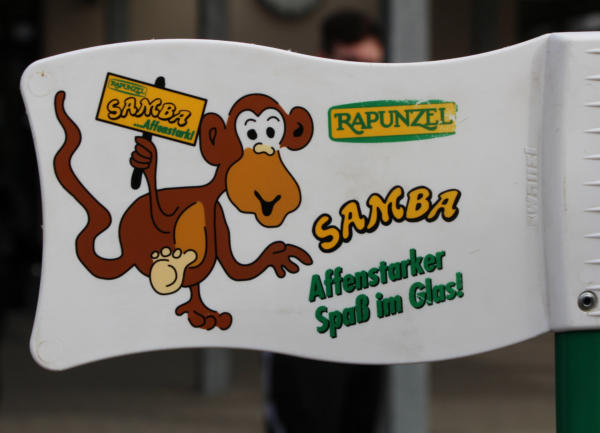 RAPUNZEL
SAMBA
...Affenstark!
RAPUNZEL
SAMBA
Affenstarker
Spaß im Glas!